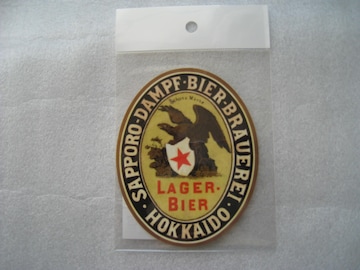 SAPPORO-DAMPF-BIER-BRAUEREI.
LAGER-
BIER
·HOKKAIDO·